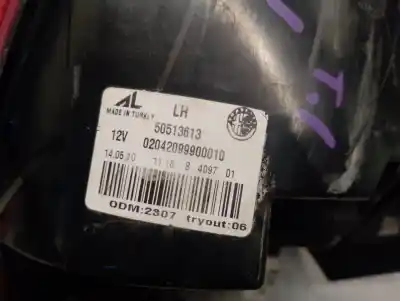 AL LH
MADE IN TURKEY
50513613
12V 02042099900010
14.05.20 11:16 8 4097 01
ODM:2307 tryout:06
T.L